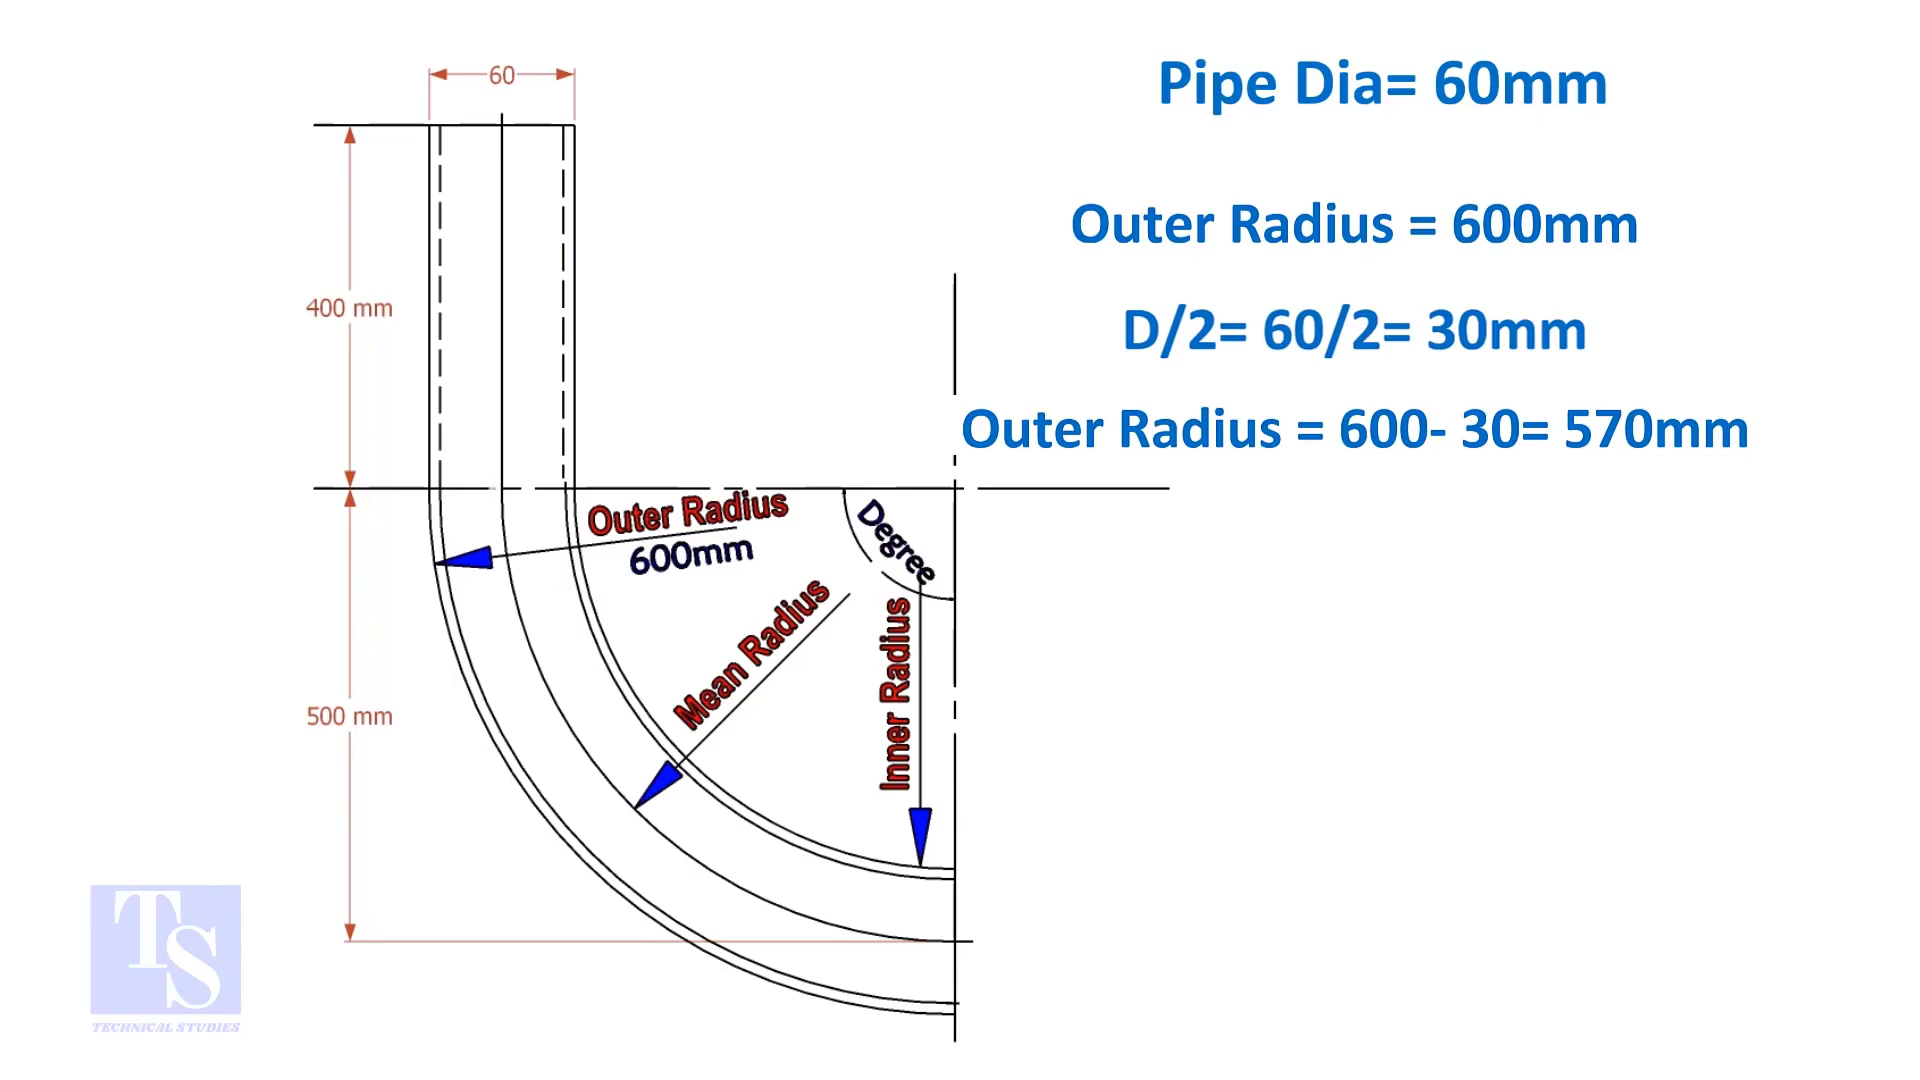 60
Pipe Dia= 60mm
Outer Radius = 600mm
400 mm
D/2= 60/2= 30mm
Outer Radius = 600- 30= 570mm
Outer Radius
600mm
Degree
Mean Radius
Inner Radius
500 mm
TS
TECHNICAL STUDIES